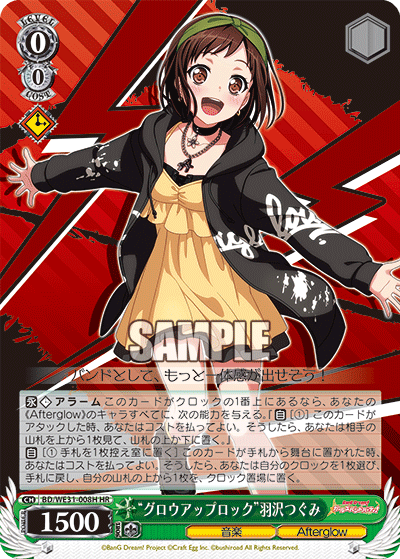 LEVEL
0
0
COST
SAMPLE
バンドとして、もっと一体感が出せそう！
【永】 アラーム このカードがクロックの1番上にあるなら、あなたの
《Afterglow》のキャラすべてに、次の能力を与える。『【自】［①］ このカードがア
タックした時、あなたはコストを払ってよい。そうしたら、あなたは相手の
山札を上から1枚見て、山札の上か下に置く。』
【自】［① 手札を1枚控え室に置く］ このカードが手札から舞台に置かれた
時、あなたはコストを払ってよい。そうしたら、あなたは自分のクロックを1枚選び、
手札に戻し、自分の山札の上から1枚を、クロック置場に置く。
CH
BD/WE31-008H HR
1500
“グロウアップロック”羽沢つぐみ
音楽
Afterglow
©BanG Dream! Project ©Craft Egg Inc. ©bushiroad All Rights Reserved.